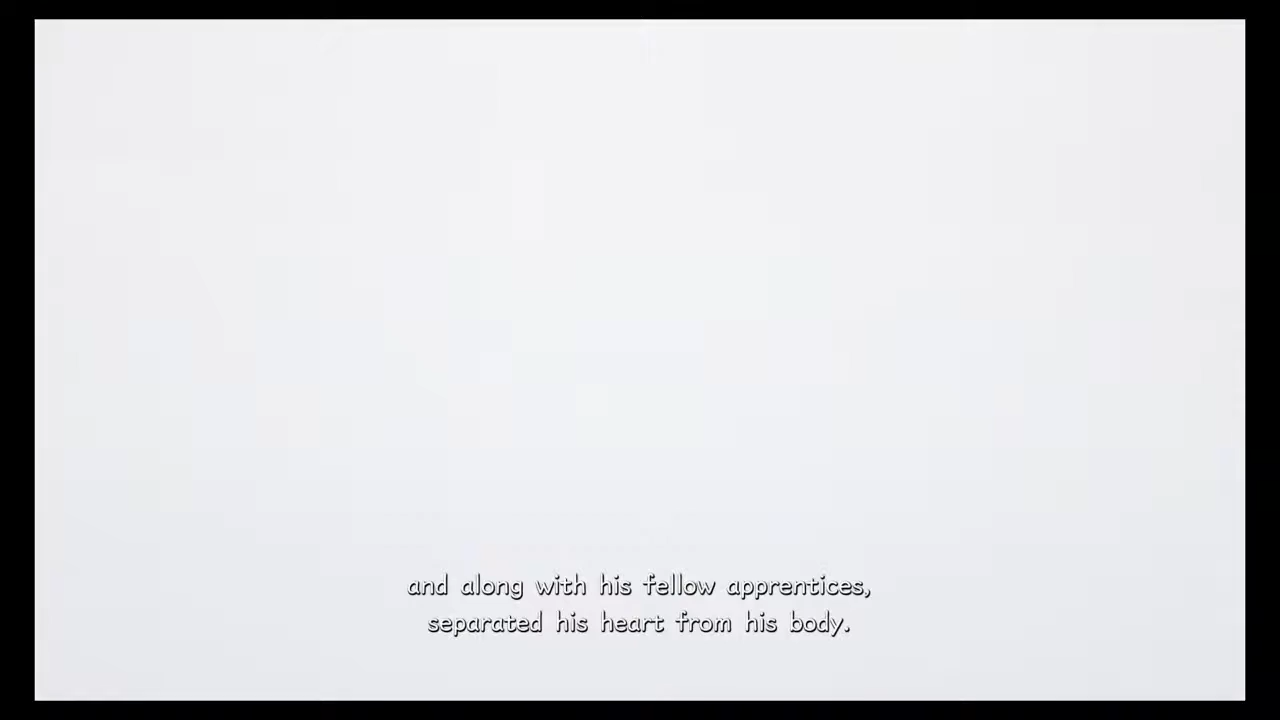 and along with his fellow apprentices,
separated his heart from his body.